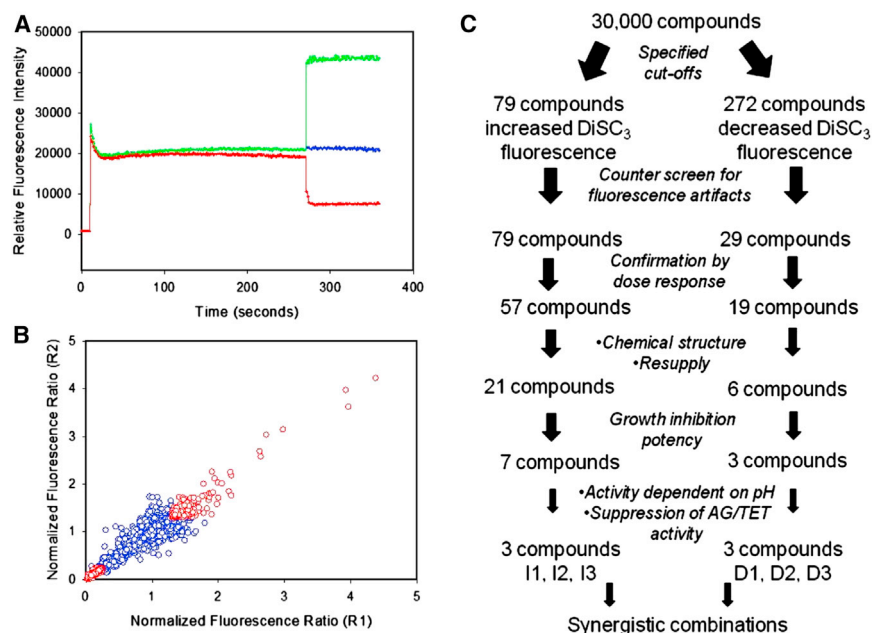 A
Relative Fluorescence Intensity
50000
40000
30000
20000
10000
0
0
100
200
300
400
Time (seconds)
B
Normalized Fluorescence Ratio (R2)
5
4
3
2
1
0
0
1
2
3
4
5
Normalized Fluorescence Ratio (R1)
C
30,000 compounds
Specified
cut-offs
79 compounds
increased DiSC₃
fluorescence
272 compounds
decreased DiSC₃
fluorescence
Counter screen for
fluorescence artifacts
79 compounds
29 compounds
Confirmation by
dose response
57 compounds
19 compounds
•Chemical structure
•Resupply
21 compounds
6 compounds
Growth inhibition
potency
7 compounds
3 compounds
•Activity dependent on pH
•Suppression of AG/TET
activity
3 compounds
I1, I2, I3
3 compounds
D1, D2, D3
Synergistic combinations